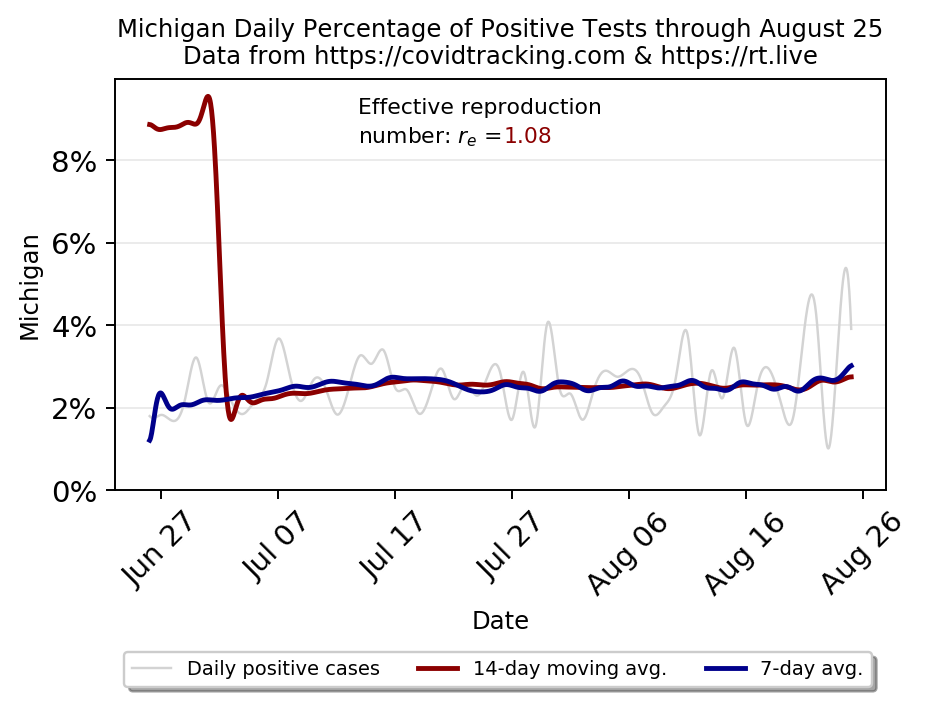 Michigan Daily Percentage of Positive Tests through August 25
Data from https://covidtracking.com & https://rt.live
Effective reproduction
number: rₑ =1.08
8%
6%
4%
2%
0%
Michigan
Jun 27
Jul 07
Jul 17
Jul 27
Aug 06
Aug 16
Aug 26
Date
Daily positive cases
14-day moving avg.
7-day avg.